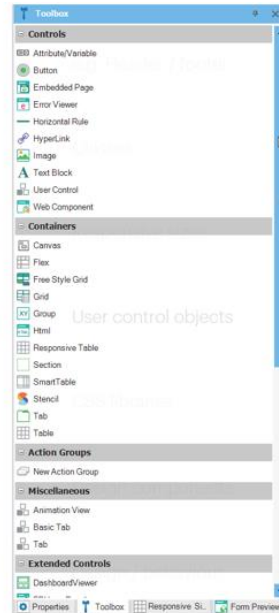 Toolbox
Controls
Attribute/Variable
Button
Embedded Page
Error Viewer
Horizontal Rule
HyperLink
Image
Text Block
User Control
Web Component
Containers
Canvas
Flex
Free Style Grid
Grid
Group
User control objects
Html
Responsive Table
Section
SmartTable
Stencil
Tab
Table
Action Groups
New Action Group
Miscellaneous
Animation View
Basic Tab
Tab
Extended Controls
DashboardViewer
Properties Toolbox Responsive Si.. Form Preview